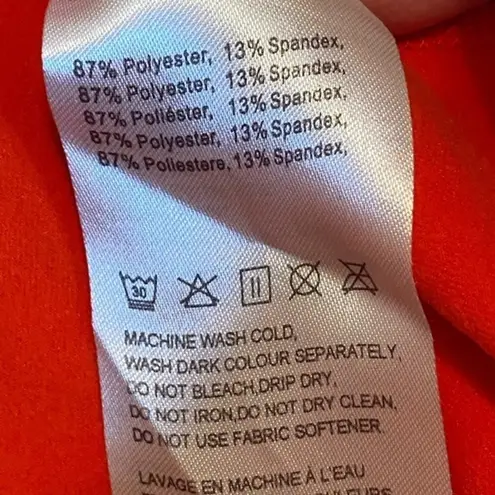 87% Polyester, 13% Spandex,
87% Polyester, 13% Spandex,
87% Poliéster, 13% Spandex,
87% Polyester, 13% Spandex,
87% Poliestere, 13% Spandex,
30
MACHINE WASH COLD,
WASH DARK COLOUR SEPARATELY,
DO NOT BLEACH,DRIP DRY,
DO NOT IRON,DO NOT DRY CLEAN,
DO NOT USE FABRIC SOFTENER.
LAVAGE EN MACHINE À L'EAU